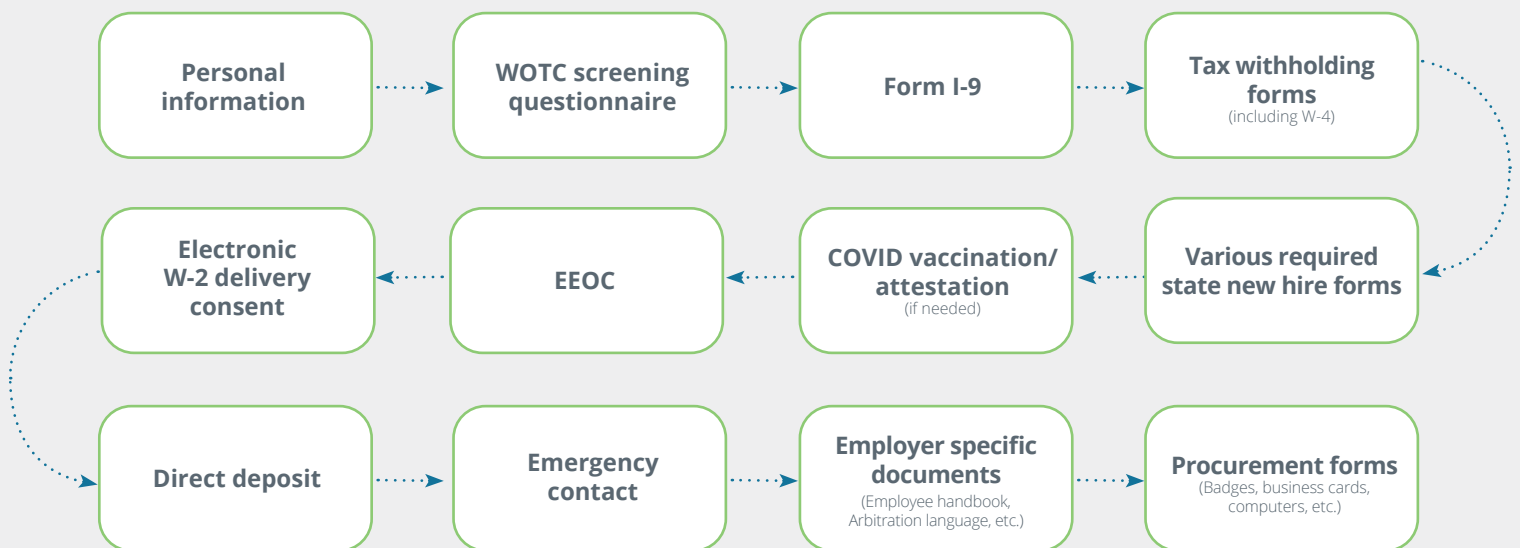 Personal
information
WOTC screening
questionnaire
Form I-9
Tax withholding
forms
(including W-4)
Various required
state new hire forms
COVID vaccination/
attestation
(if needed)
EEOC
Electronic
W-2 delivery
consent
Direct deposit
Emergency
contact
Employer specific
documents
(Employee handbook,
Arbitration language, etc.)
Procurement forms
(Badges, business cards,
computers, etc.)